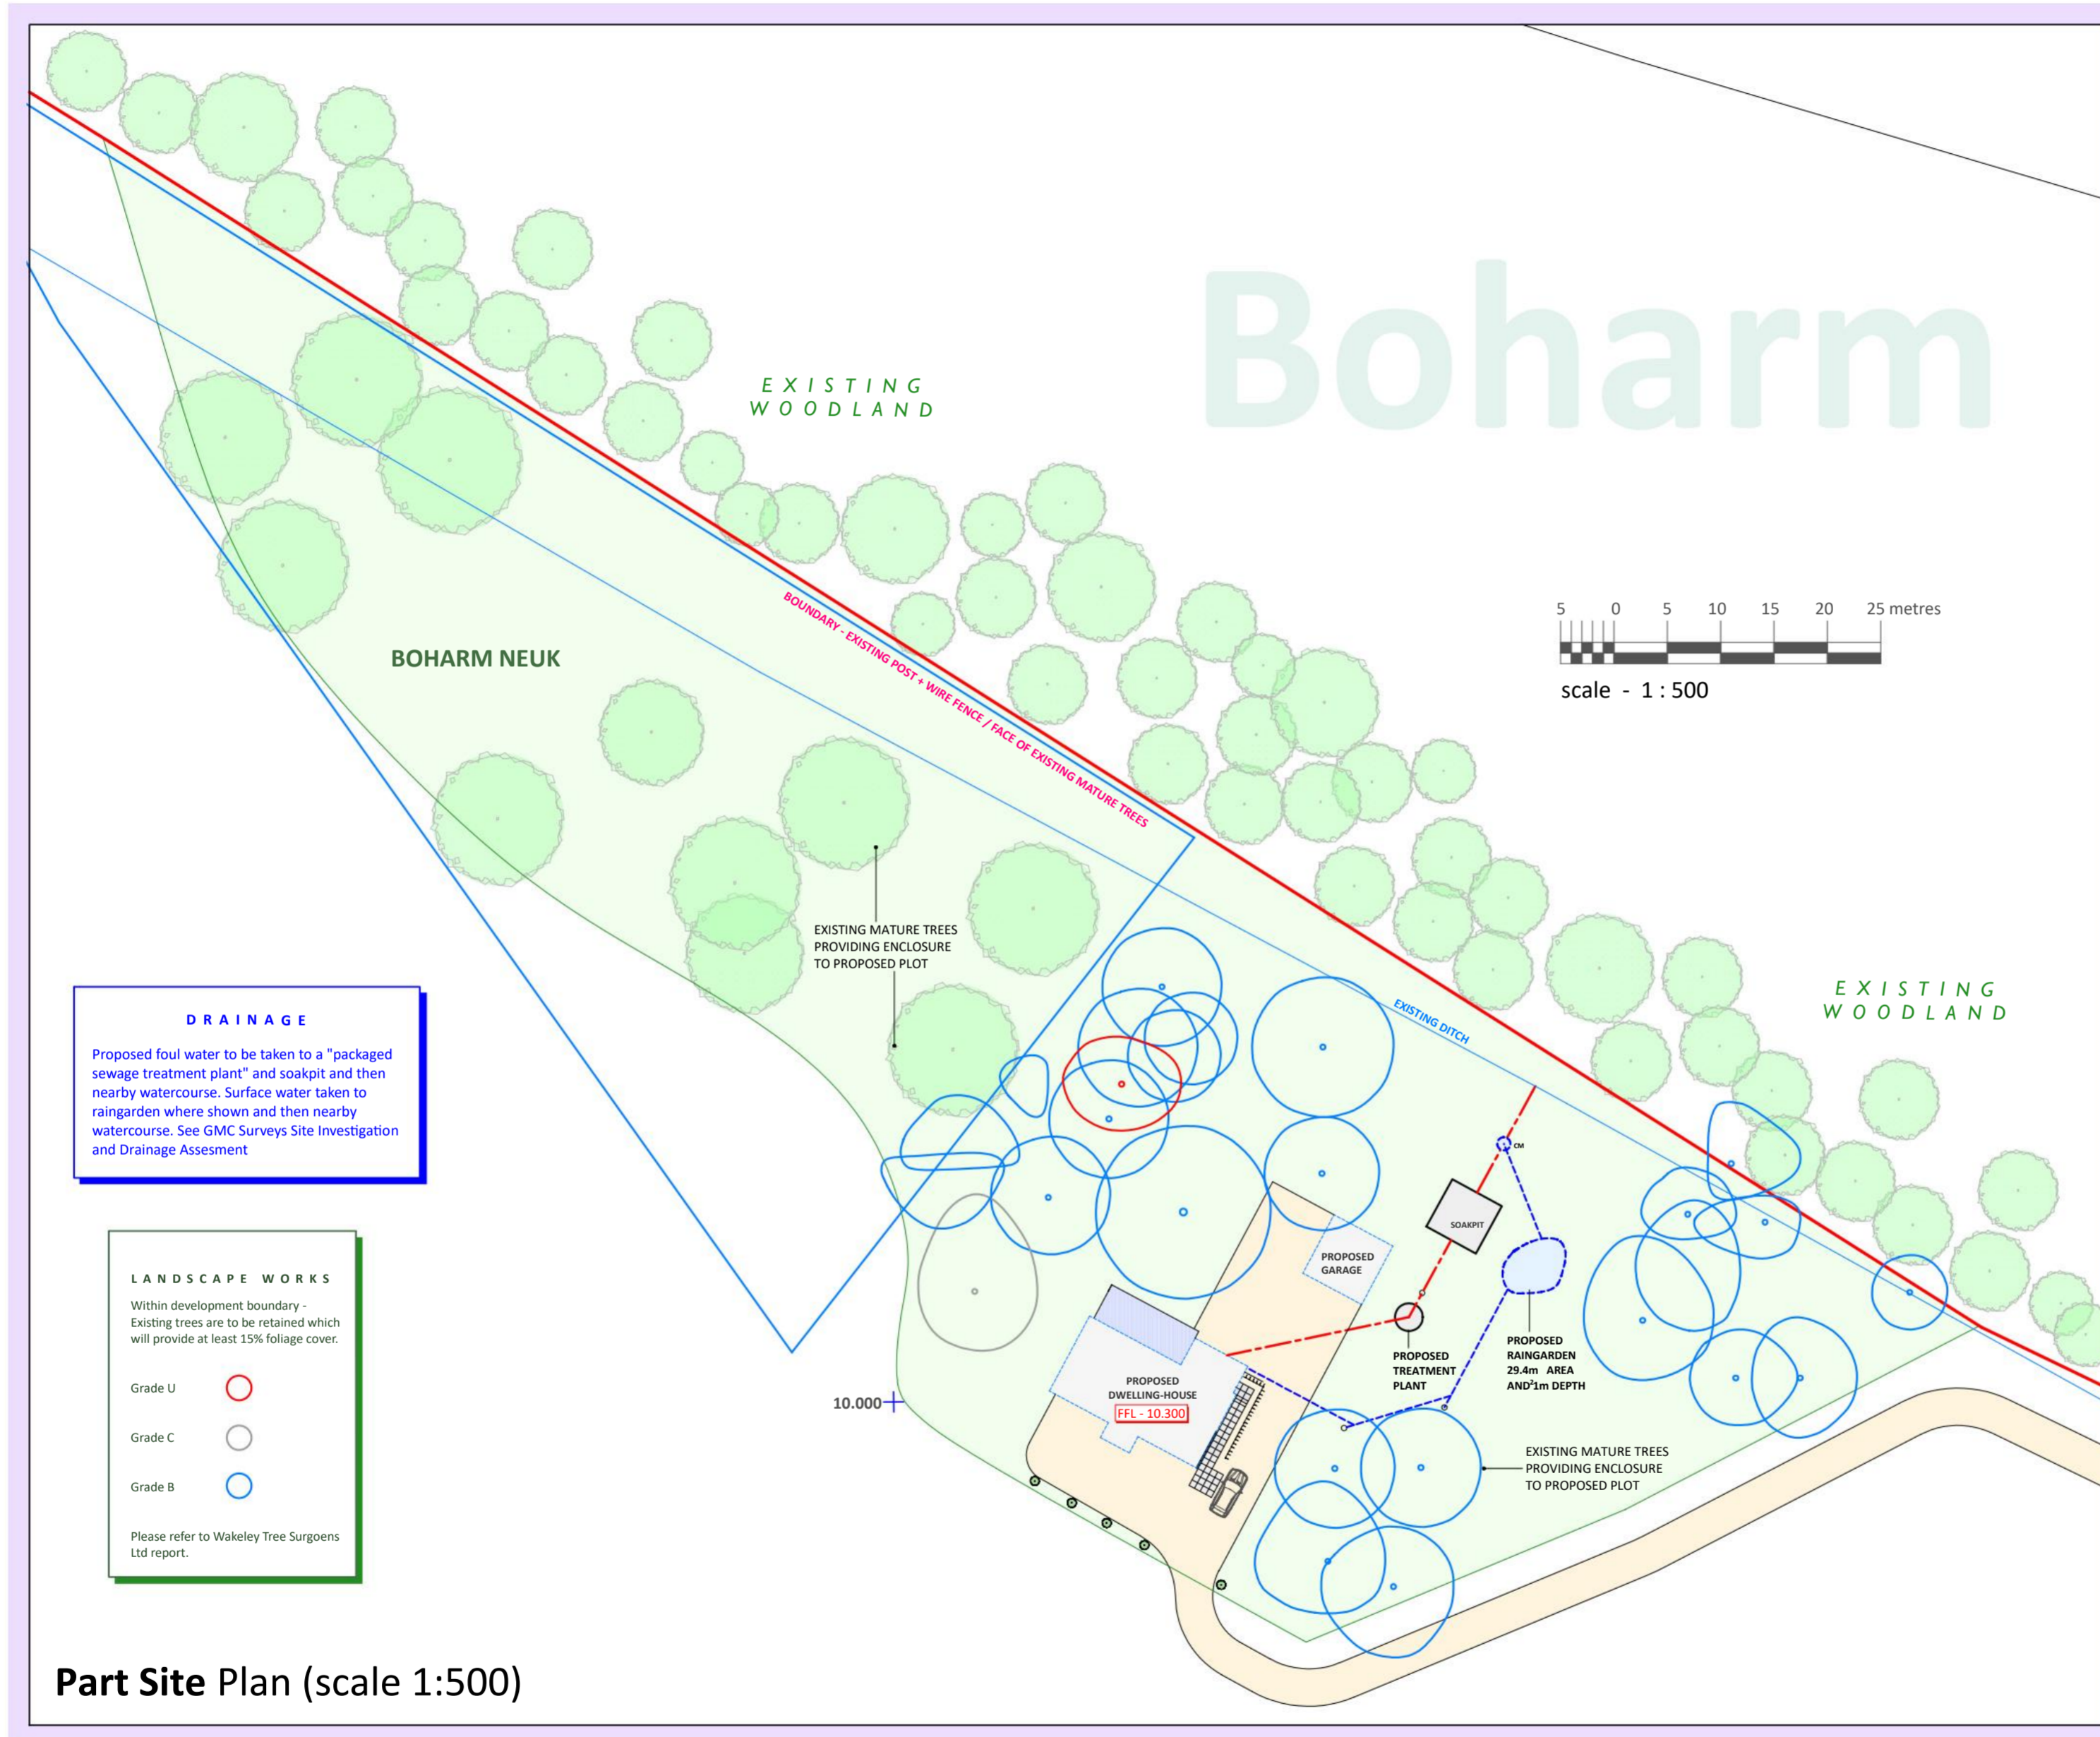 Boharm
EXISTING
WOODLAND
5 0 5 10 15 20 25 metres
scale - 1 : 500
BOHARM NEUK
BOUNDARY - EXISTING POST + WIRE FENCE / FACE OF EXISTING MATURE TREES
EXISTING MATURE TREES
PROVIDING ENCLOSURE
TO PROPOSED PLOT
EXISTING DITCH
EXISTING
WOODLAND
DRAINAGE
Proposed foul water to be taken to a "packaged
sewage treatment plant" and soakpit and then
nearby watercourse. Surface water taken to
raingarden where shown and then nearby
watercourse. See GMC Surveys Site Investigation
and Drainage Assesment
CM
SOAKPIT
PROPOSED
GARAGE
PROPOSED
TREATMENT
PLANT
PROPOSED
RAINGARDEN
29.4m AREA
AND 2 1m DEPTH
PROPOSED
DWELLING-HOUSE
FFL - 10.300
10.000
EXISTING MATURE TREES
PROVIDING ENCLOSURE
TO PROPOSED PLOT
LANDSCAPE WORKS
Within development boundary -
Existing trees are to be retained which
will provide at least 15% foliage cover.
Grade U
Grade C
Grade B
Please refer to Wakeley Tree Surgoens
Ltd report.
Part Site Plan (scale 1:500)